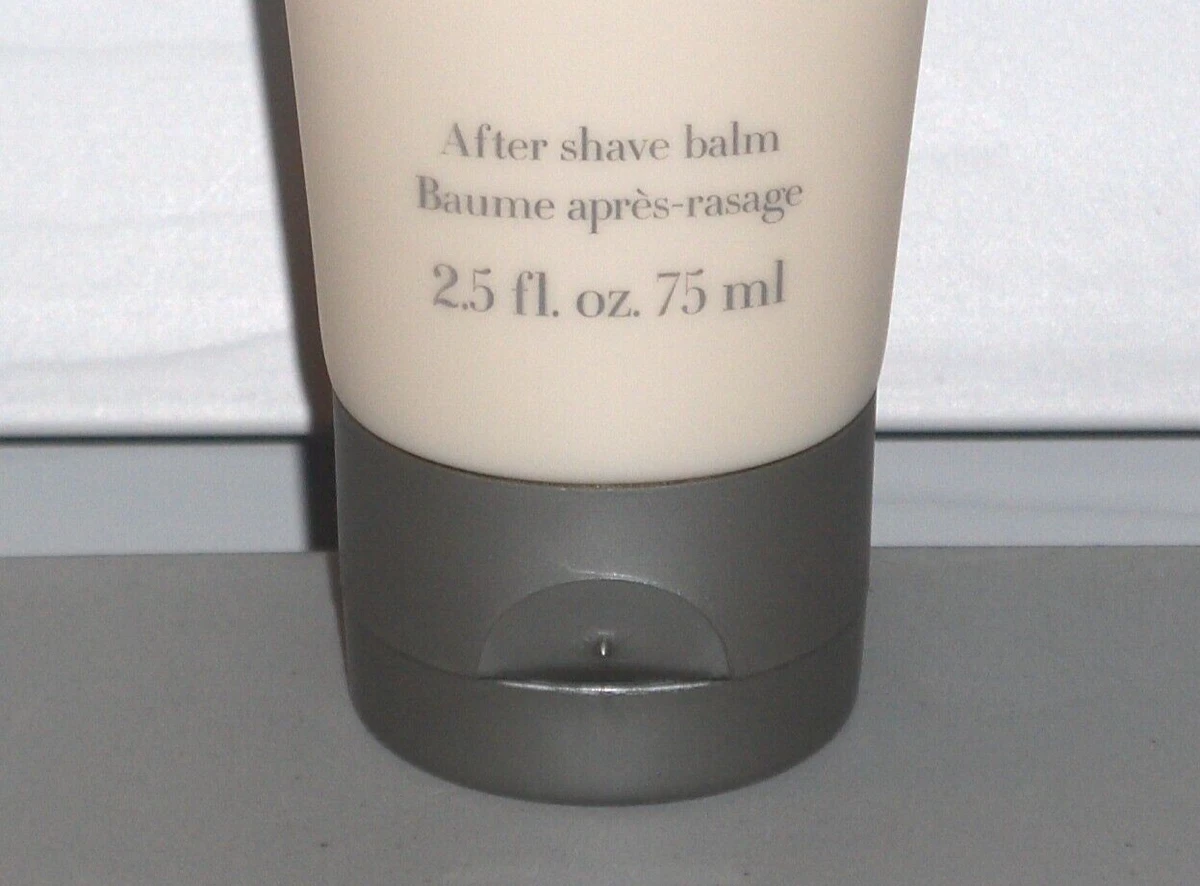 After shave balm
Baume après-rasage
2.5 fl. oz. 75 ml